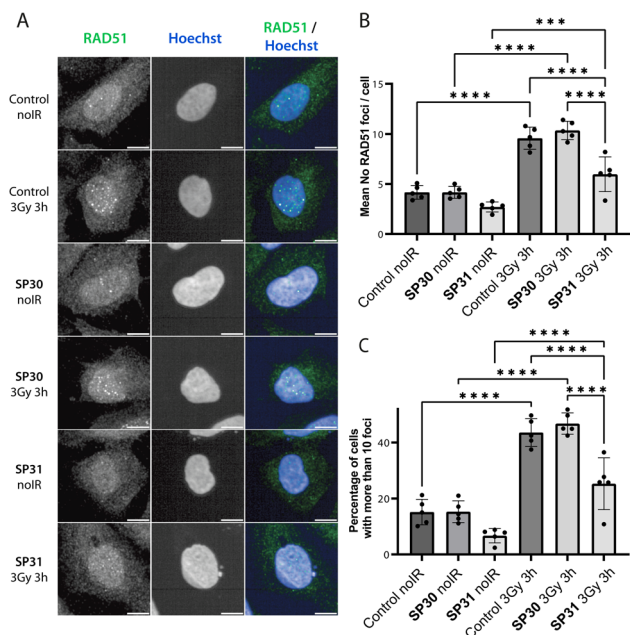 A
RAD51
Hoechst
RAD51 /
Hoechst
Control
noIR
Control
3Gy 3h
SP30
noIR
SP30
3Gy 3h
SP31
noIR
SP31
3Gy 3h
B
Mean No RAD51 foci / cell
15
10
5
0
***
****
****
****
****
Control noIR
SP30 noIR
SP31 noIR
Control 3Gy 3h
SP30 3Gy 3h
SP31 3Gy 3h
C
Percentage of cells
with more than 10 foci
40
20
0
****
****
****
****
****
Control noIR
SP30 noIR
SP31 noIR
Control 3Gy 3h
SP30 3Gy 3h
SP31 3Gy 3h